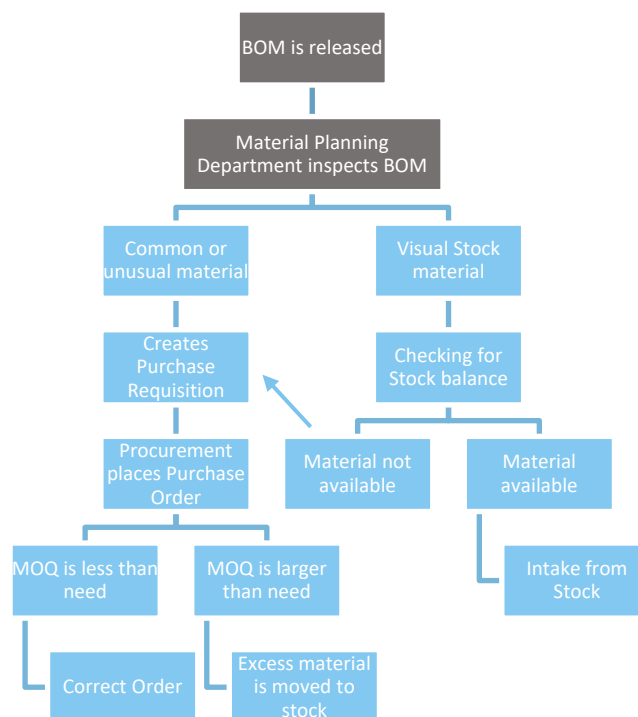 BOM is released
Material Planning
Department inspects BOM
Common or
unusual material
Visual Stock
material
Creates
Purchase
Requisition
Checking for
Stock balance
Procurement
places Purchase
Order
Material not
available
Material
available
MOQ is less than
need
MOQ is larger
than need
Intake from
Stock
Correct Order
Excess material
is moved to
stock